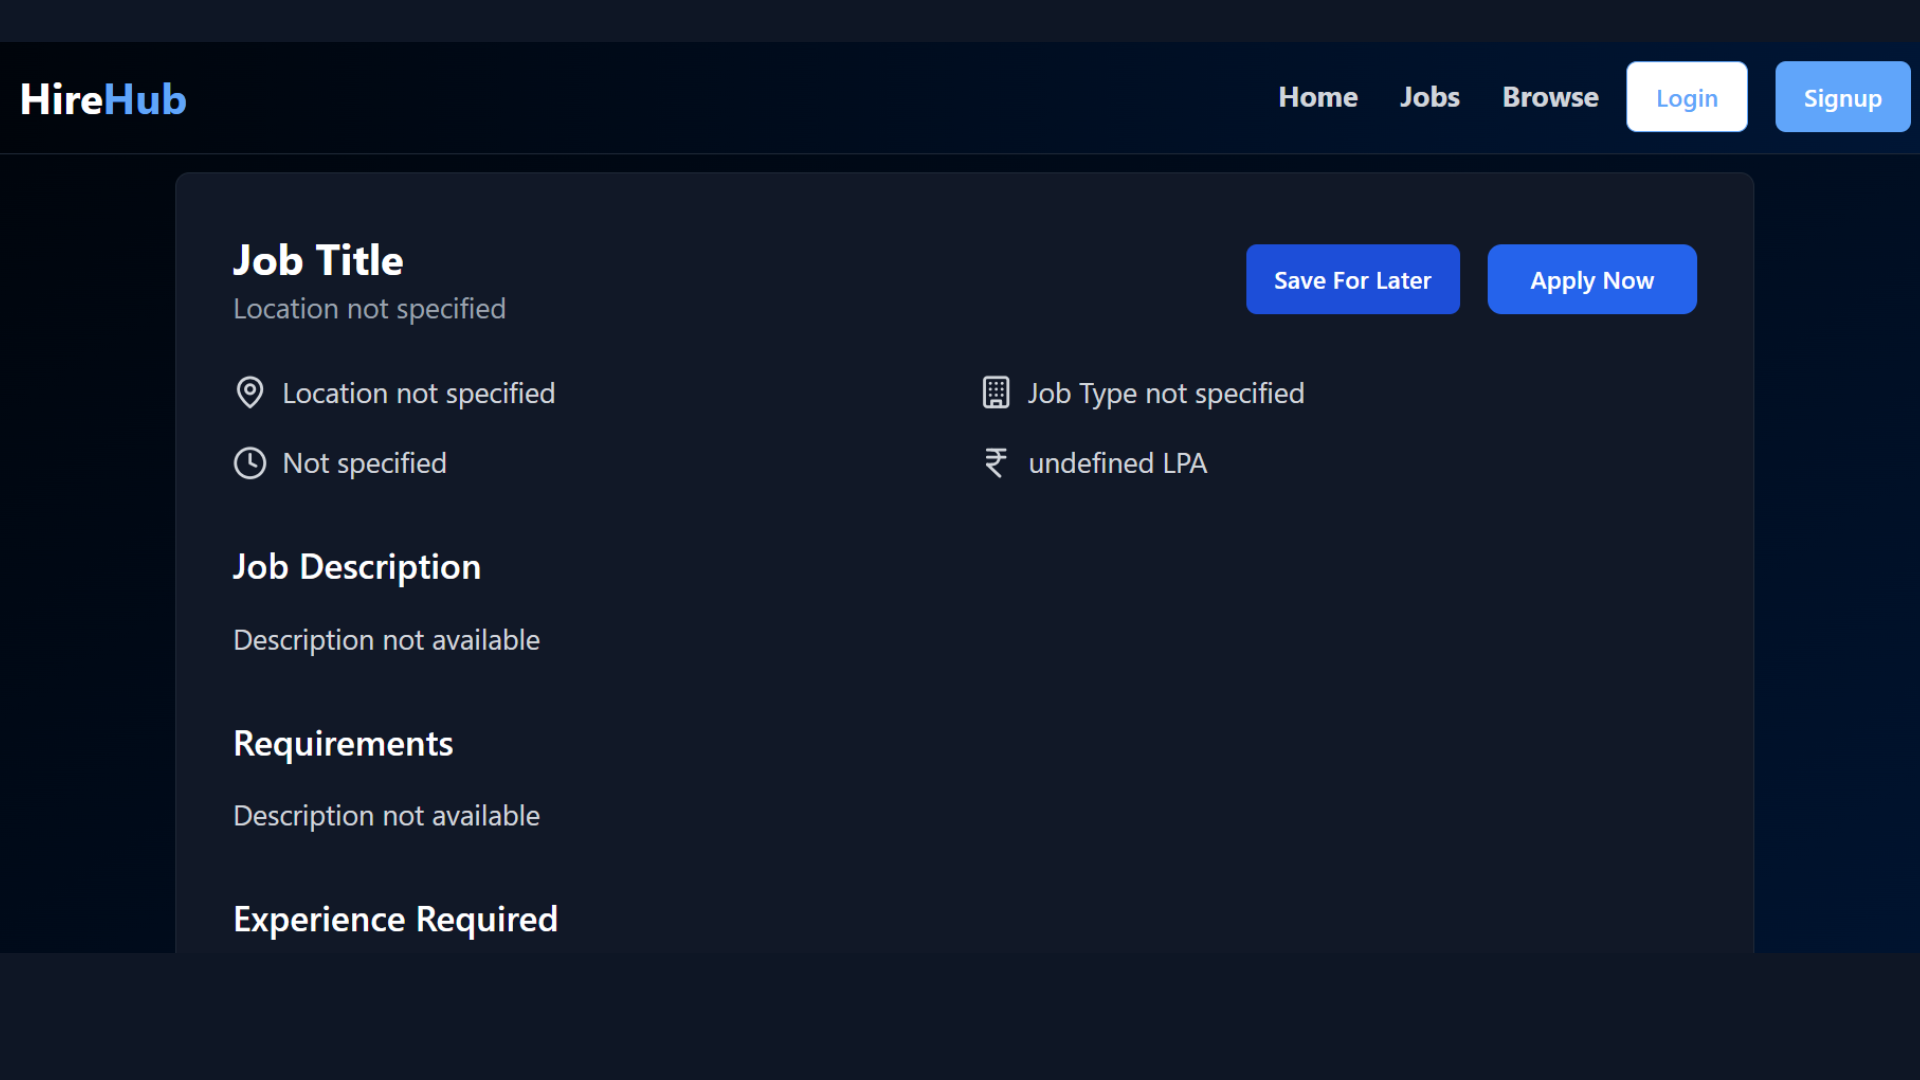 HireHub
Home Jobs Browse Login Signup
Job Title
Location not specified
Save For Later Apply Now
Location not specified
Job Type not specified
Not specified
undefined LPA
Job Description
Description not available
Requirements
Description not available
Experience Required